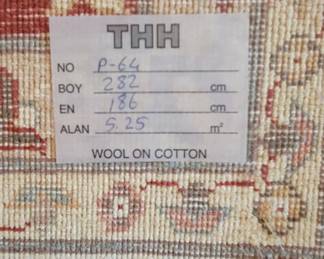 THH
NO P-64
BOY 282 cm
EN 186 cm
ALAN 5.25 m²
WOOL ON COTTON